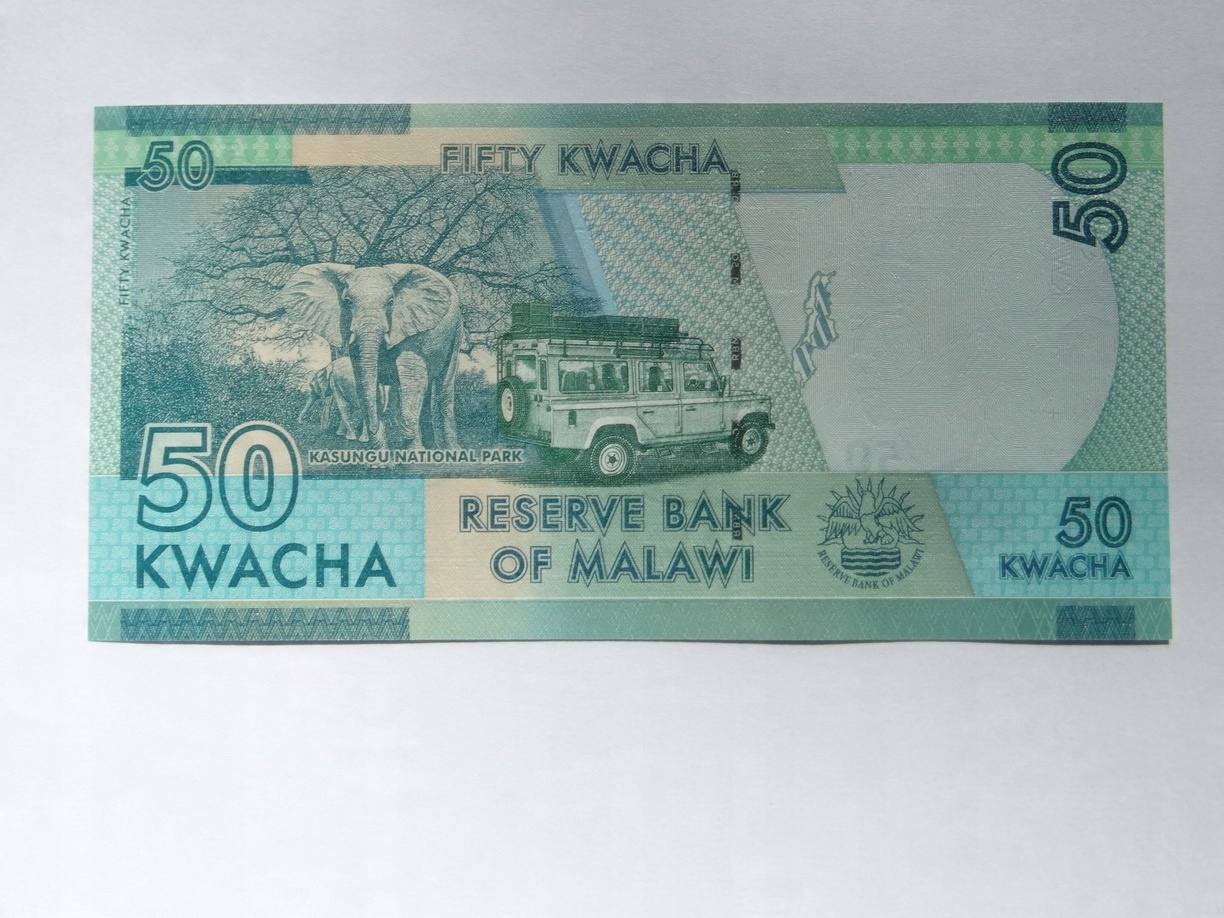 50
FIFTY KWACHA
50
FIFTY KWACHA
KASUNGU NATIONAL PARK
50
KWACHA
RESERVE BANK
OF MALAWI
RESERVE BANK OF MALAWI
50
KWACHA